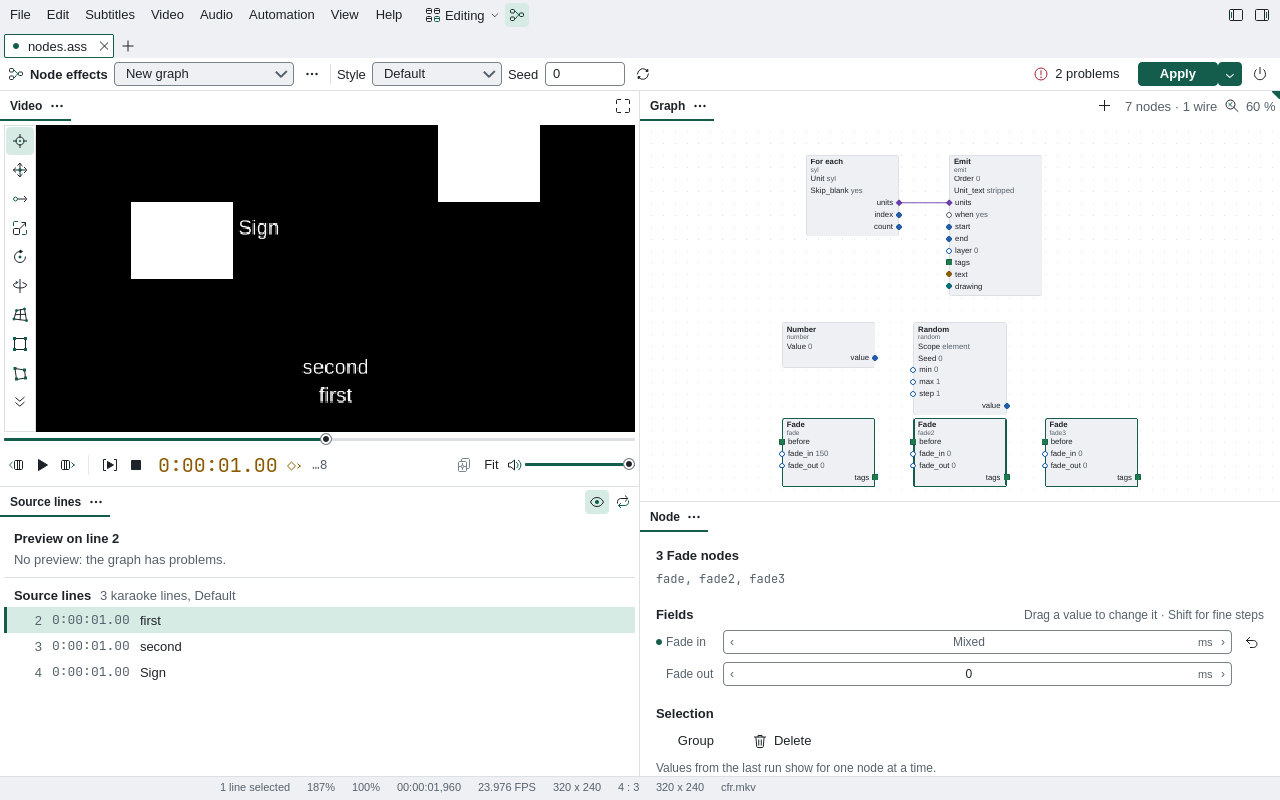 File Edit Subtitles Video Audio Automation View Help Editing
nodes.ass
Node effects New graph Style Default Seed 0 2 problems Apply
Video
Graph 7 nodes · 1 wire 60 %
Sign
second
first
0:00:01.00 …8 Fit
For each
syl
Unit syl
Skip_blank yes
units
index
count
Emit
emit
Order 0
Unit_text stripped
units
when yes
start
end
layer 0
tags
text
drawing
Number
number
Value 0
value
Random
random
Scope element
Seed 0
min 0
max 1
step 1
value
Fade
fade
before
fade_in 150
fade_out 0
tags
Fade
fade2
before
fade_in 0
fade_out 0
tags
Fade
fade3
before
fade_in 0
fade_out 0
tags
Source lines
Preview on line 2
No preview: the graph has problems.
Source lines 3 karaoke lines, Default
2 0:00:01.00 first
3 0:00:01.00 second
4 0:00:01.00 Sign
Node
3 Fade nodes
fade, fade2, fade3
Fields Drag a value to change it · Shift for fine steps
Fade in Mixed ms
Fade out 0 ms
Selection
Group Delete
Values from the last run show for one node at a time.
1 line selected 187% 100% 00:00:01,960 23.976 FPS 320 x 240 4 : 3 320 x 240 cfr.mkv